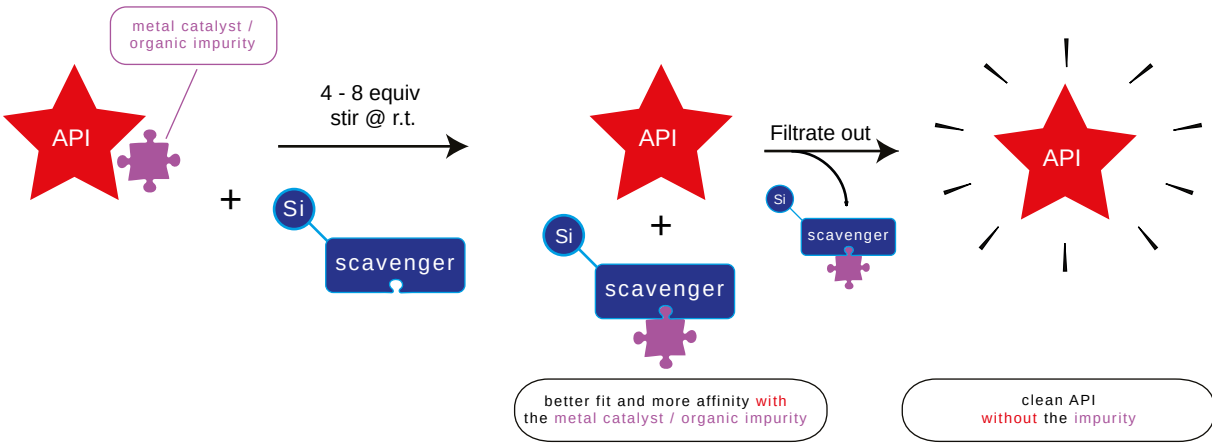 metal catalyst /
organic impurity
API
4 - 8 equiv
stir @ r.t.
+
Si
scavenger
API
+
Si
scavenger
Filtrate out
Si
scavenger
API
better fit and more affinity with
the metal catalyst / organic impurity
clean API
without the impurity